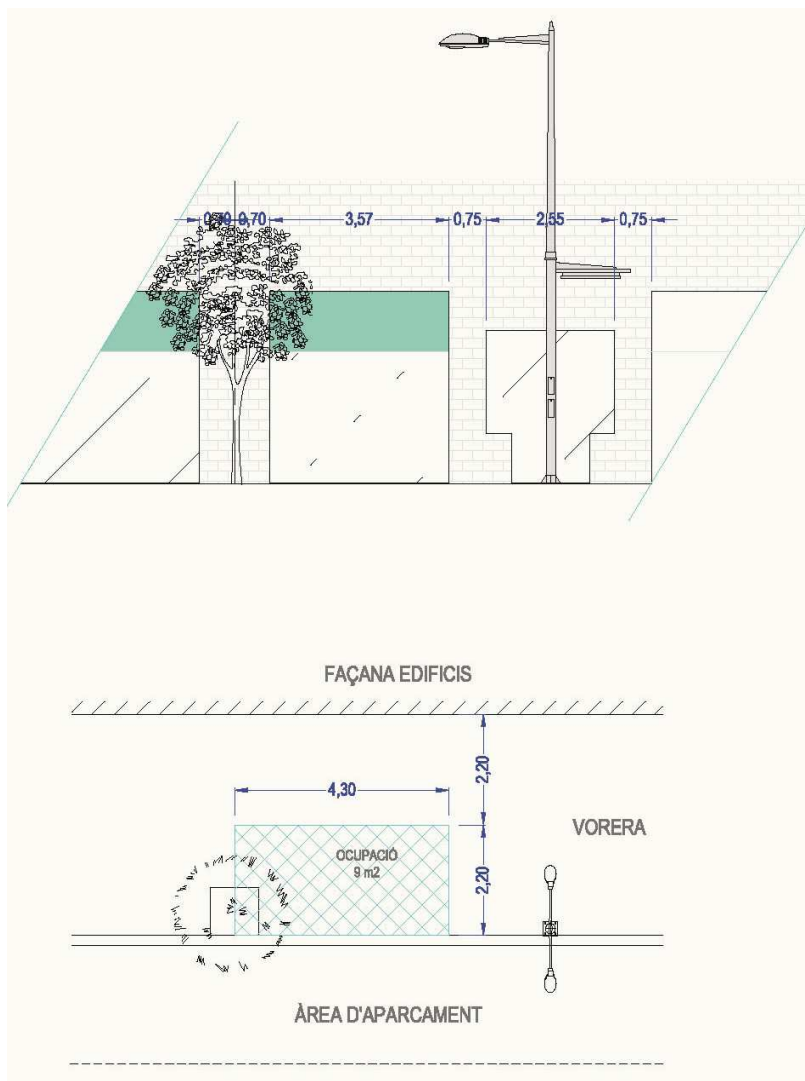 0,70
3,57
0,75
2,55
0,75
FAÇANA EDIFICIS
2,20
4,30
VORERA
OCUPACIÓ
9 m2
2,20
ÀREA D'APARCAMENT